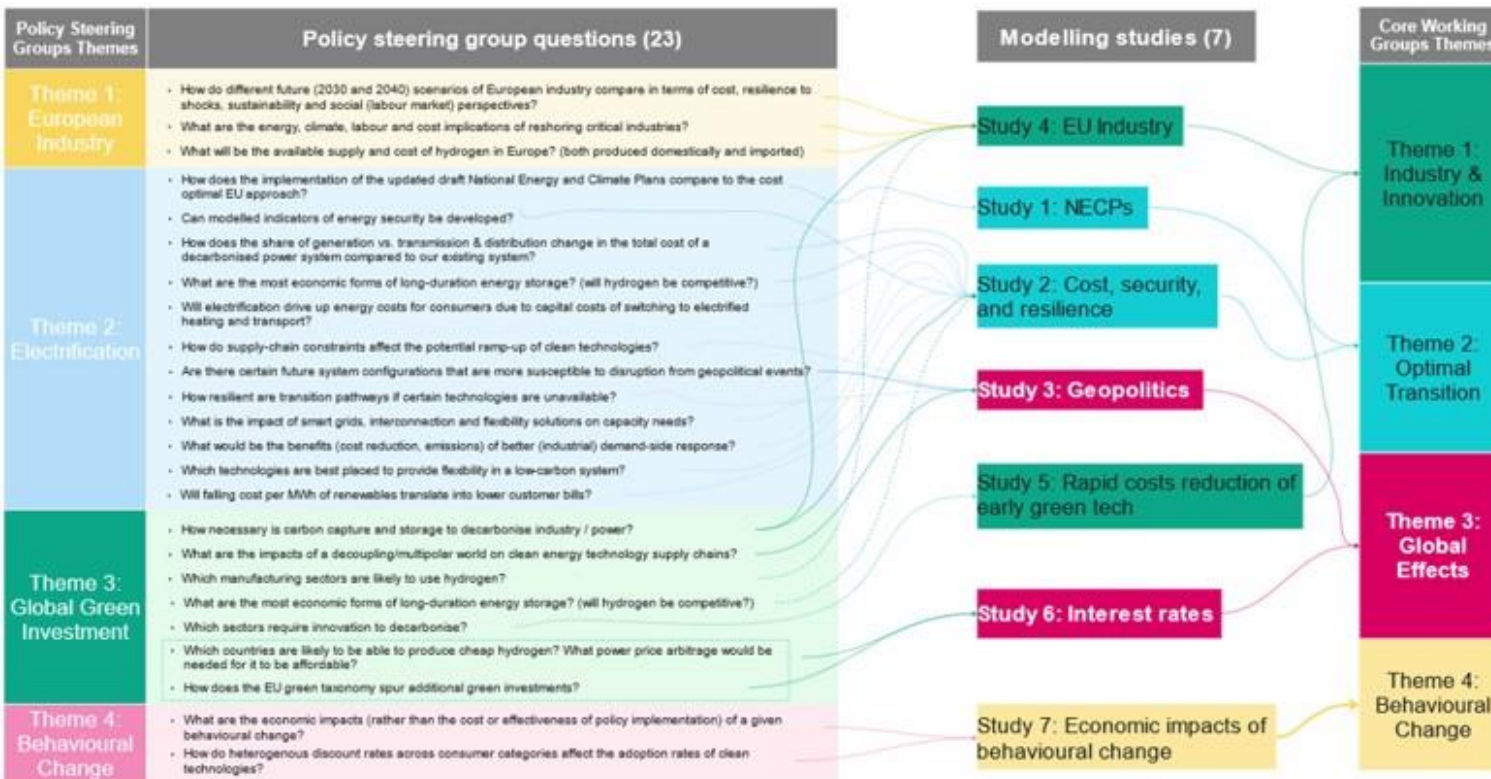 Policy Steering
Groups Themes
Policy steering group questions (23)
Modelling studies (7)
Core Working
Groups Themes
Theme 1:
European
Industry
• How do different future (2030 and 2040) scenarios of European industry compare in terms of cost, resilience to
shocks, sustainability and social (labour market) perspectives?
• What are the energy, climate, labour and cost implications of reshoring critical industries?
• What will be the available supply and cost of hydrogen in Europe? (both produced domestically and imported)
Theme 2:
Electrification
• How does the implementation of the updated draft National Energy and Climate Plans compare to the cost
optimal EU approach?
• Can modelled indicators of energy security be developed?
• How does the share of generation vs. transmission & distribution change in the total cost of a
decarbonised power system compared to our existing system?
• What are the most economic forms of long-duration energy storage? (will hydrogen be competitive?)
• Will electrification drive up energy costs for consumers due to capital costs of switching to electrified
heating and transport?
• How do supply-chain constraints affect the potential ramp-up of clean technologies?
• Are there certain future system configurations that are more susceptible to disruption from geopolitical events?
• How resilient are transition pathways if certain technologies are unavailable?
• What is the impact of smart grids, interconnection and flexibility solutions on capacity needs?
• What would be the benefits (cost reduction, emissions) of better (industrial) demand-side response?
• Which technologies are best placed to provide flexibility in a low-carbon system?
• Will falling cost per MWh of renewables translate into lower customer bills?
Theme 3:
Global Green
Investment
• How necessary is carbon capture and storage to decarbonise industry / power?
• What are the impacts of a decoupling/multipolar world on clean energy technology supply chains?
• Which manufacturing sectors are likely to use hydrogen?
• What are the most economic forms of long-duration energy storage? (will hydrogen be competitive?)
• Which sectors require innovation to decarbonise?
• Which countries are likely to be able to produce cheap hydrogen? What power price arbitrage would be
needed for it to be affordable?
• How does the EU green taxonomy spur additional green investments?
Theme 4:
Behavioural
Change
• What are the economic impacts (rather than the cost or effectiveness of policy implementation) of a given
behavioural change?
• How do heterogenous discount rates across consumer categories affect the adoption rates of clean
technologies?
Study 4: EU Industry
Study 1: NECPs
Study 2: Cost, security,
and resilience
Study 3: Geopolitics
Study 5: Rapid costs reduction of
early green tech
Study 6: Interest rates
Study 7: Economic impacts of
behavioural change
Theme 1:
Industry &
Innovation
Theme 2:
Optimal
Transition
Theme 3:
Global
Effects
Theme 4:
Behavioural
Change